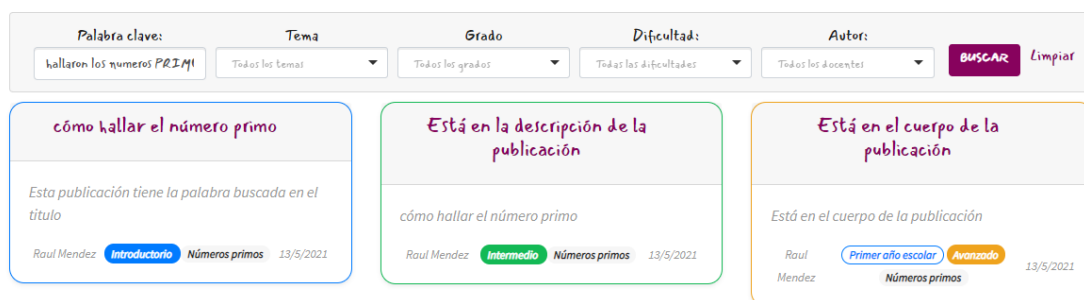 Palabra clave: Tema Grado Dificultad: Autor:
hallaron los numeros PRIM Todos los temas Todos los grados Todas las dificultades Todos los docentes BUSCAR Limpiar
cómo hallar el número primo
Esta publicación tiene la palabra buscada en el
titulo
Raul Mendez Introductorio Números primos 13/5/2021
Está en la descripción de la
publicación
cómo hallar el número primo
Raul Mendez Intermedio Números primos 13/5/2021
Está en el cuerpo de la
publicación
Está en el cuerpo de la publicación
Raul Primer año escolar Avanzado 13/5/2021
Mendez Números primos